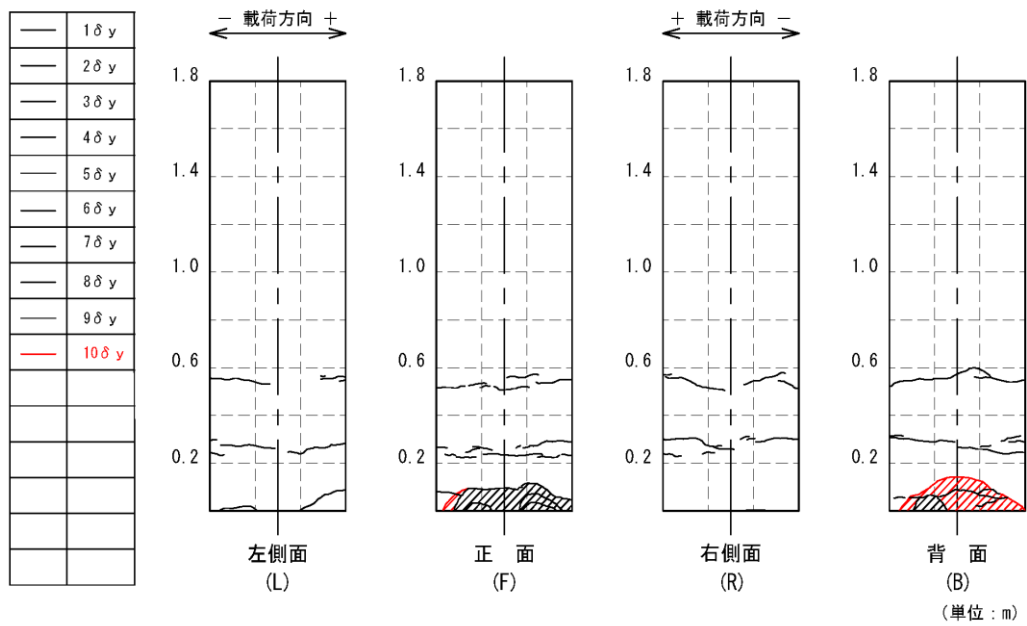 1δy
2δy
3δy
4δy
5δy
6δy
7δy
8δy
9δy
10δy
− 載荷方向 +
+ 載荷方向 −
1.8
1.4
1.0
0.6
0.2
左側面
(L)
1.8
1.4
1.0
0.6
0.2
正 面
(F)
1.8
1.4
1.0
0.6
0.2
右側面
(R)
1.8
1.4
1.0
0.6
0.2
背 面
(B)
(単位:m)